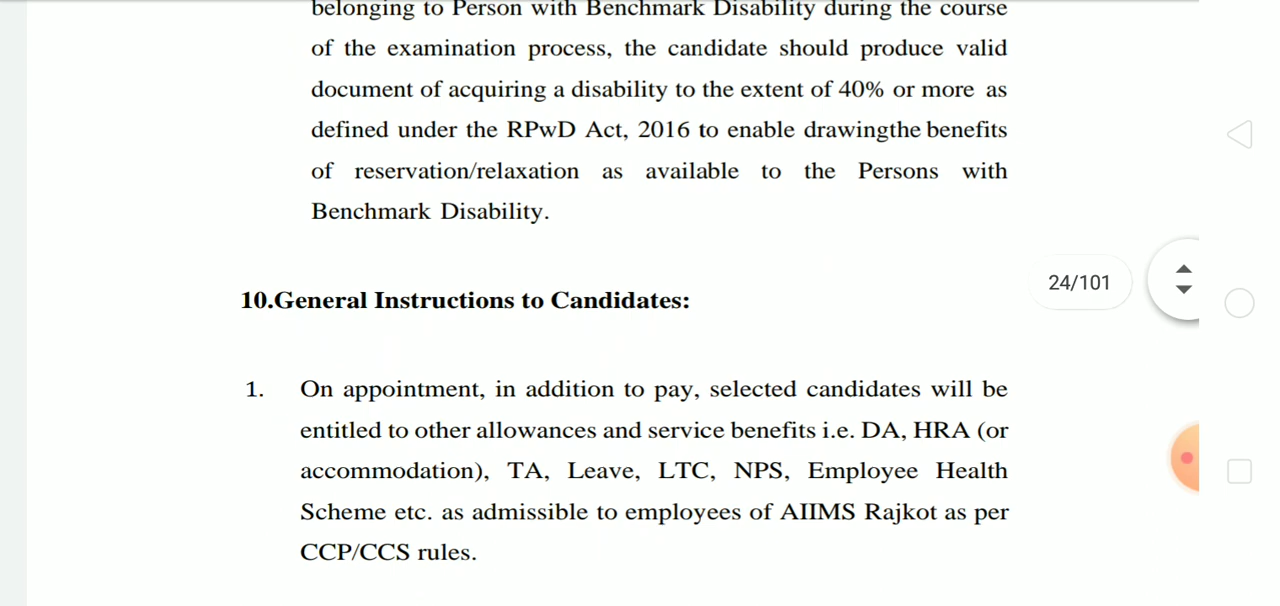 belonging to Person with Benchmark Disability during the course
of the examination process, the candidate should produce valid
document of acquiring a disability to the extent of 40% or more as
defined under the RPwD Act, 2016 to enable drawingthe benefits
of reservation/relaxation as available to the Persons with
Benchmark Disability.
10.General Instructions to Candidates:
24/101
1. On appointment, in addition to pay, selected candidates will be
entitled to other allowances and service benefits i.e. DA, HRA (or
accommodation), TA, Leave, LTC, NPS, Employee Health
Scheme etc. as admissible to employees of AIIMS Rajkot as per
CCP/CCS rules.